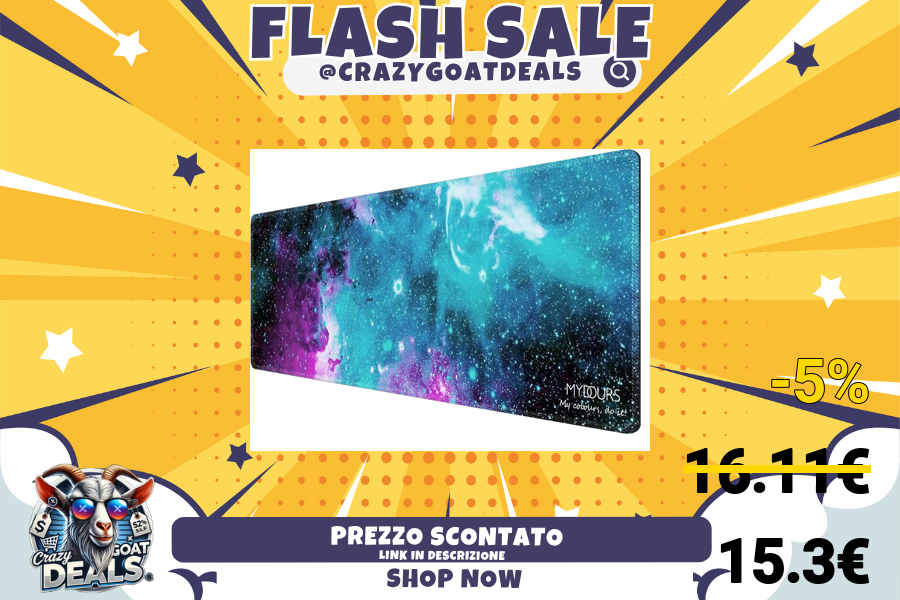 FLASH SALE
@CRAZYGOATDEALS
MYDOURS
My colours, do it!
-5%
16.11€
15.3€
PREZZO SCONTATO
LINK IN DESCRIZIONE
SHOP NOW
$
Crazy
GOAT
DEALS